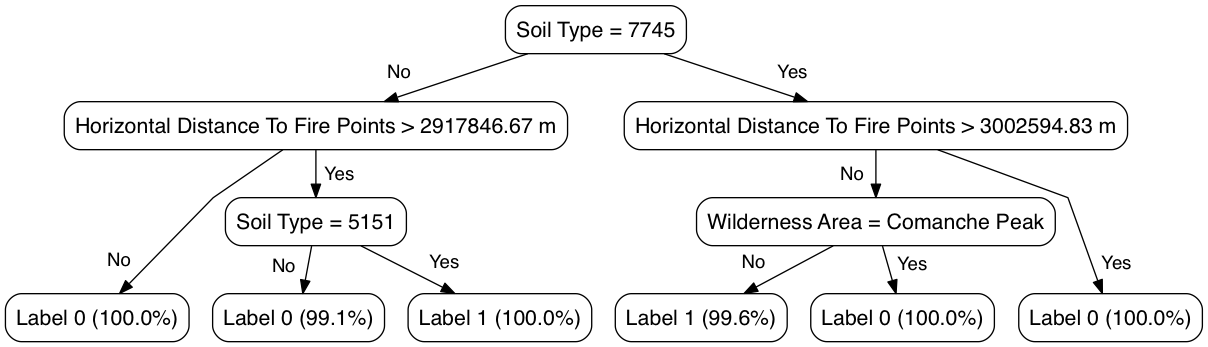 Soil Type = 7745
No
Yes
Horizontal Distance To Fire Points > 2917846.67 m
Horizontal Distance To Fire Points > 3002594.83 m
Yes
No
Soil Type = 5151
Wilderness Area = Comanche Peak
No
No
Yes
No
Yes
Yes
Label 0 (100.0%)
Label 0 (99.1%)
Label 1 (100.0%)
Label 1 (99.6%)
Label 0 (100.0%)
Label 0 (100.0%)